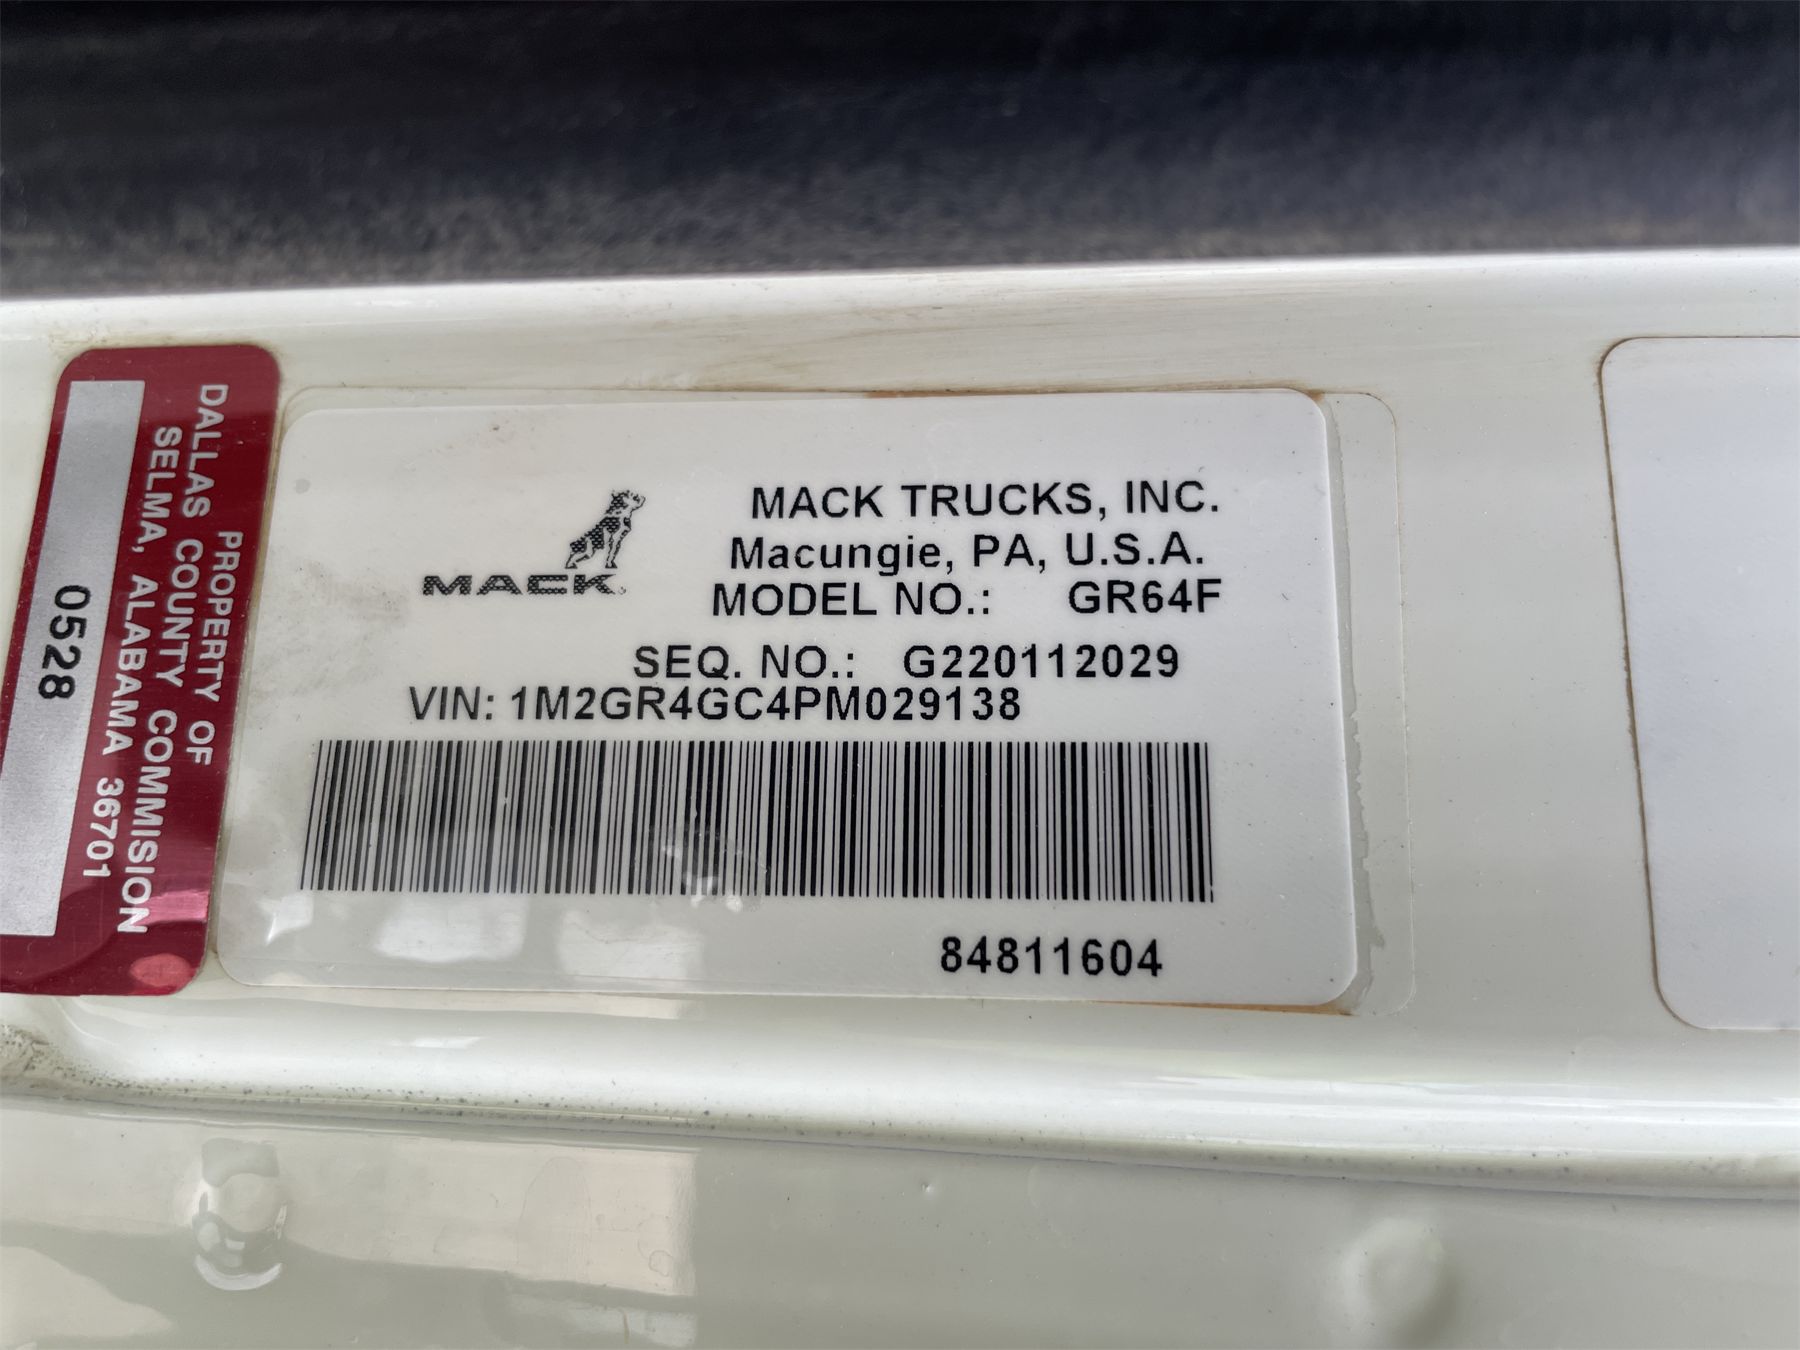 PROPERTY OF
DALLAS COUNTY COMMISION
SELMA, ALABAMA 36701
0528
MACK
MACK TRUCKS, INC.
Macungie, PA, U.S.A.
MODEL NO.: GR64F
SEQ. NO.: G220112029
VIN: 1M2GR4GC4PM029138
84811604